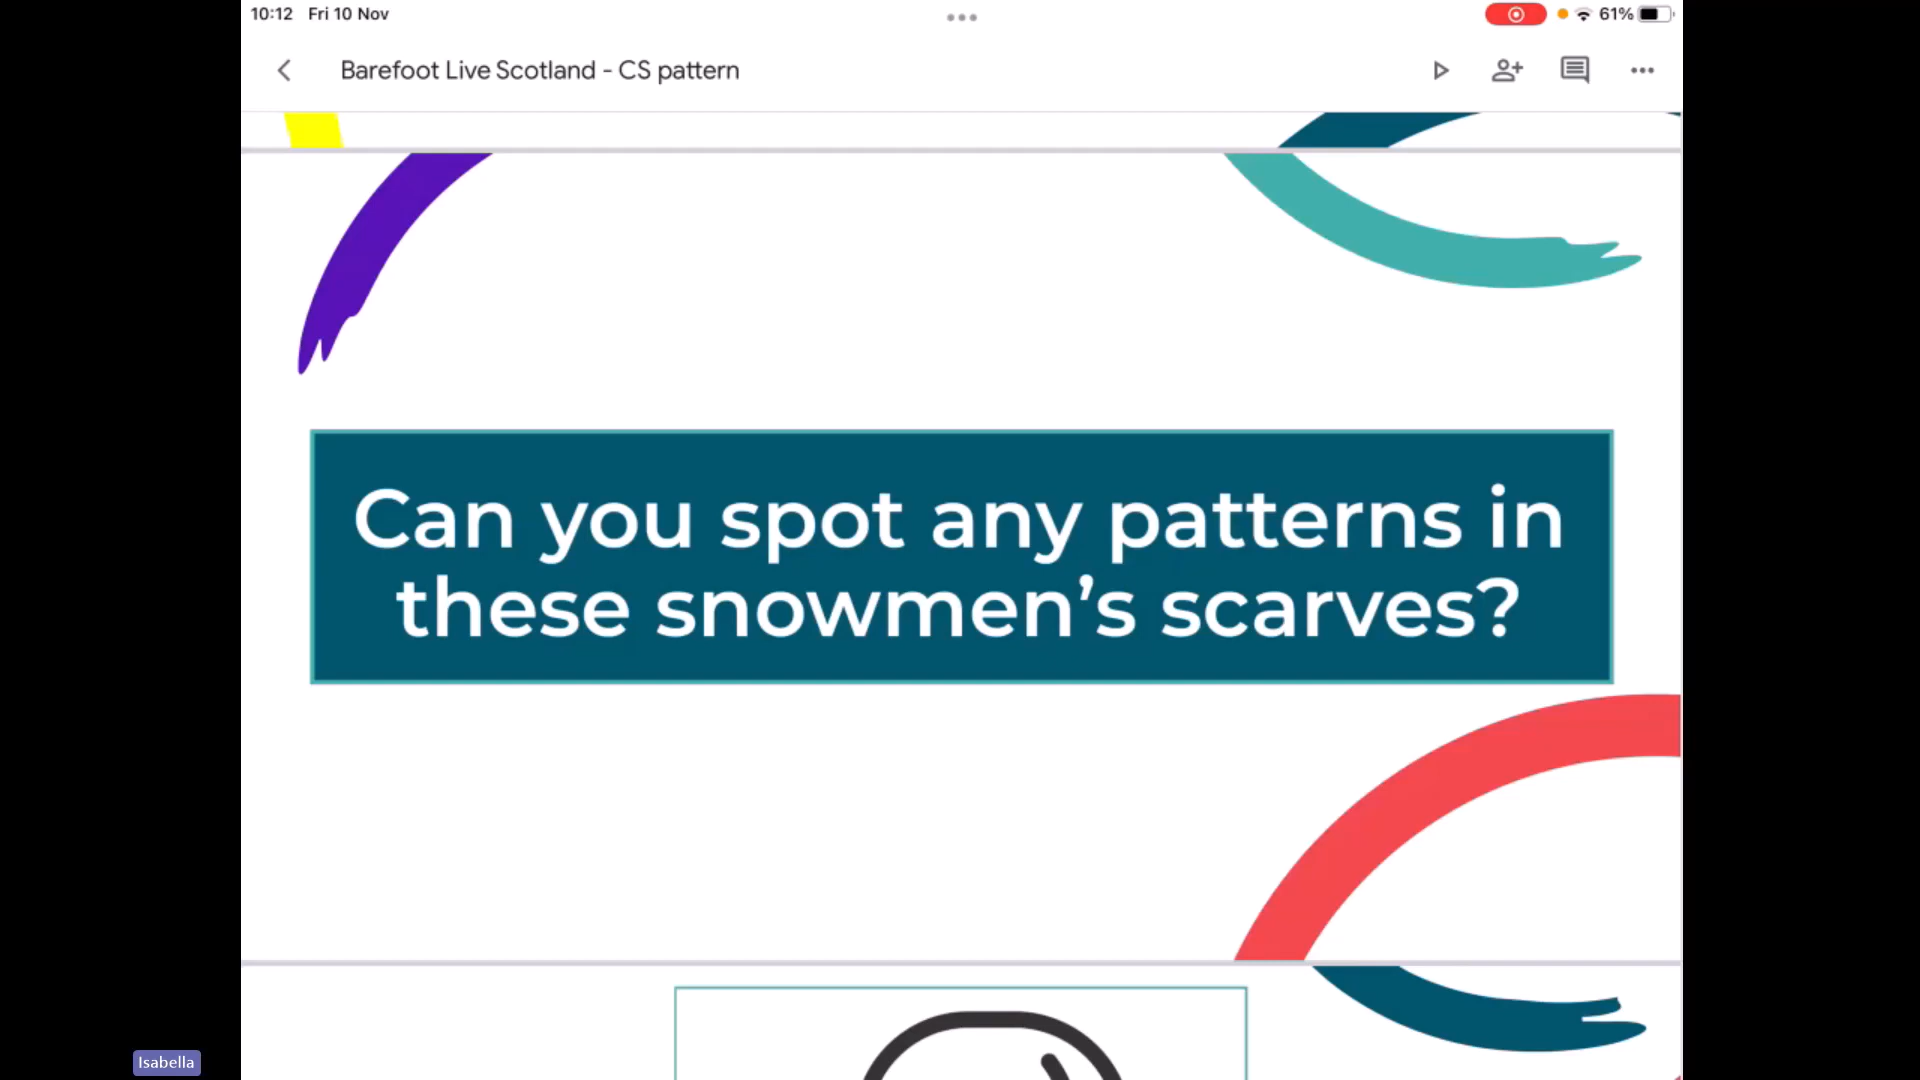 10:12 Fri 10 Nov
61%
Barefoot Live Scotland - CS pattern
Can you spot any patterns in
these snowmen’s scarves?
Isabella